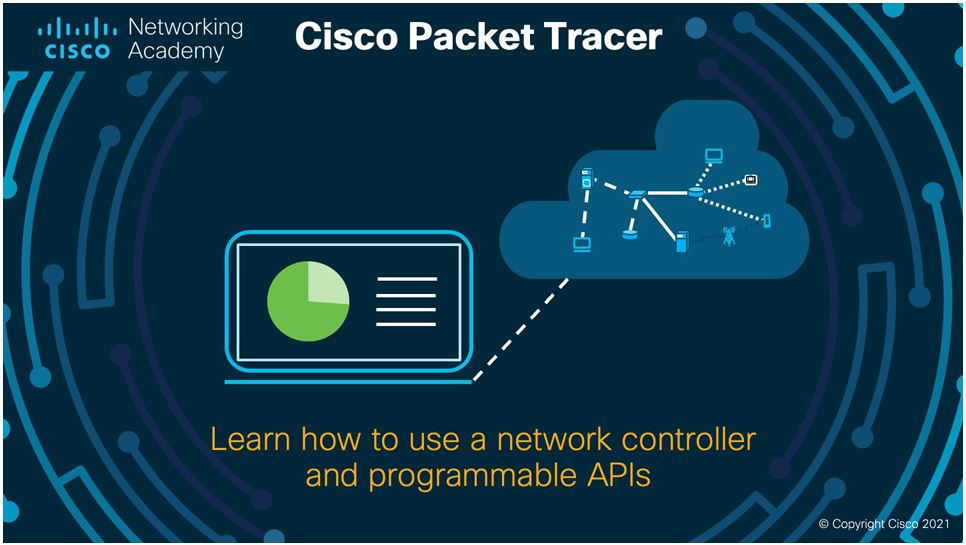 Networking
CISCO Academy
Cisco Packet Tracer
Learn how to use a network controller
and programmable APIs
© Copyright Cisco 2021